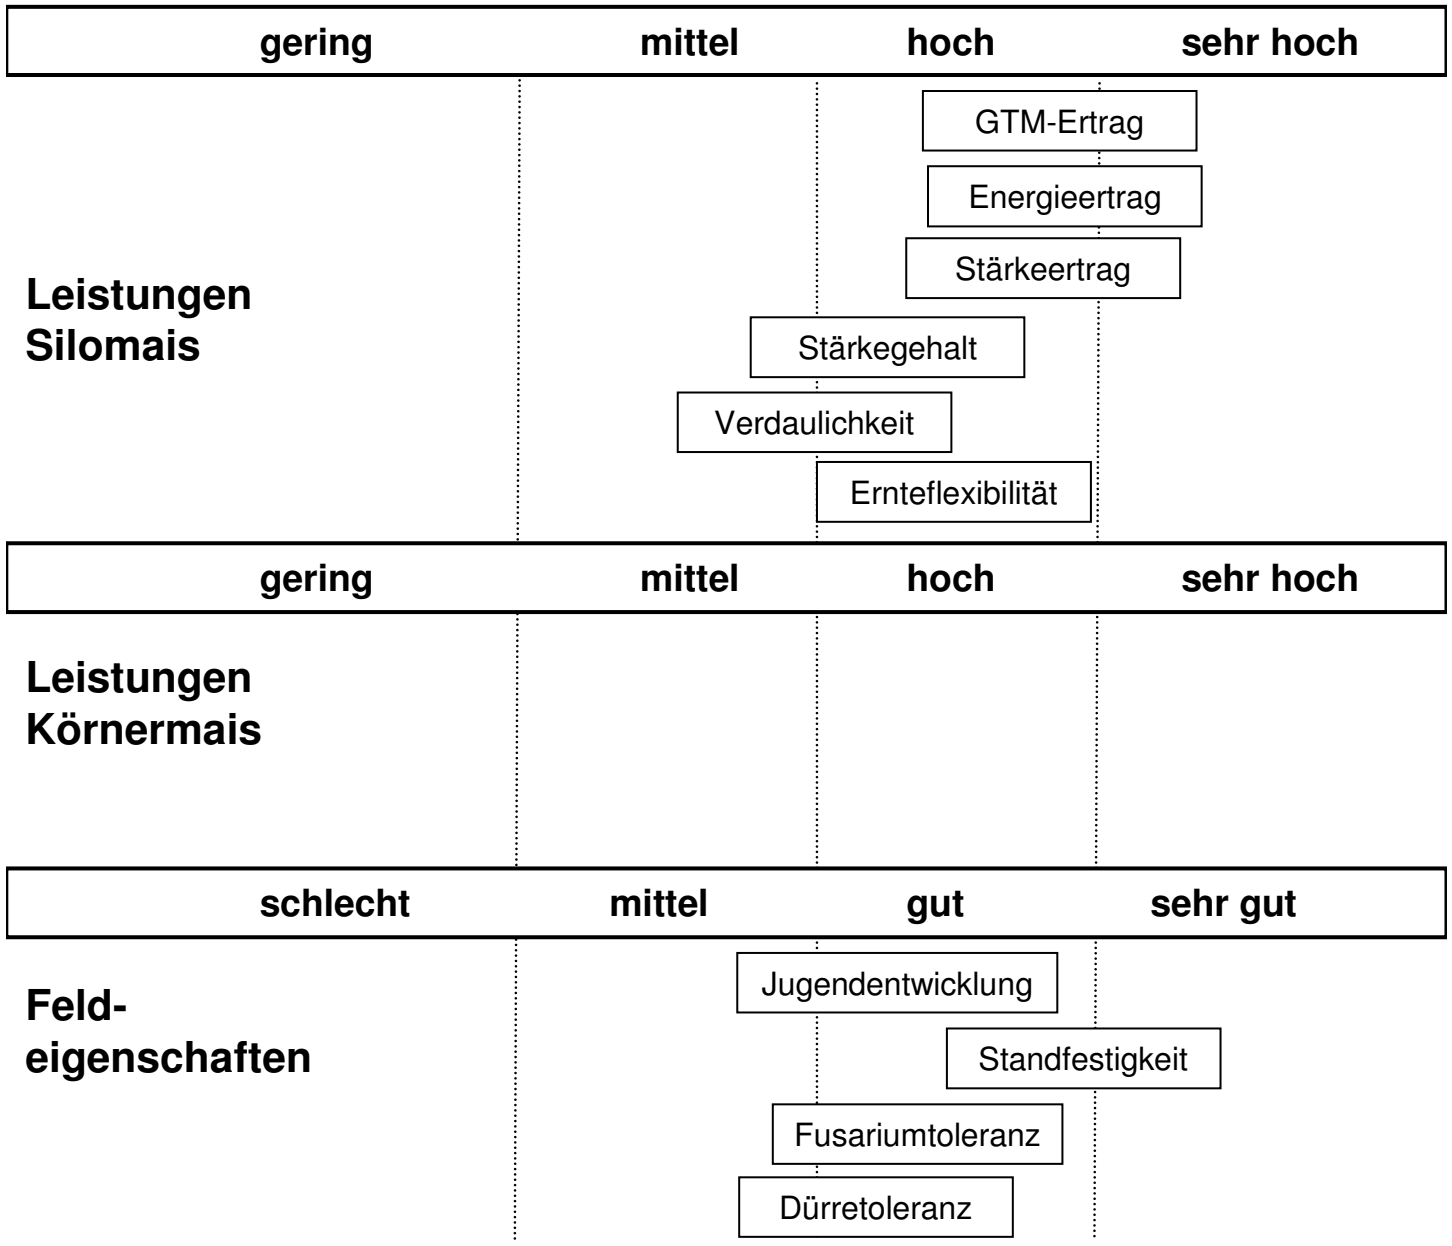 gering mittel hoch sehr hoch
GTM-Ertrag
Energieertrag
Stärkeertrag
Leistungen
Silomais
Stärkegehalt
Verdaulichkeit
Ernteflexibilität
gering mittel hoch sehr hoch
Leistungen
Körnermais
schlecht mittel gut sehr gut
Jugendentwicklung
Feld-
eigenschaften
Standfestigkeit
Fusariumtoleranz
Dürretoleranz